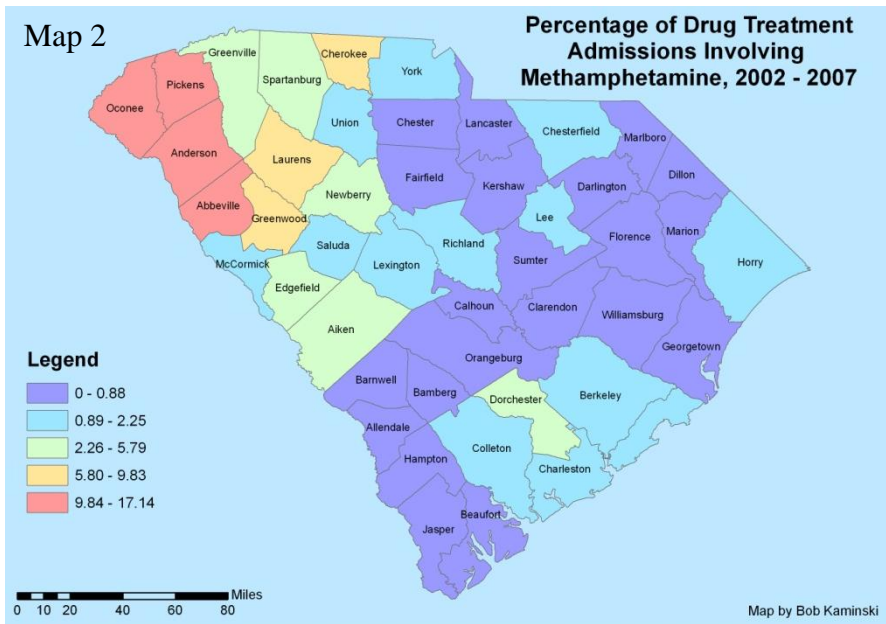 Map 2
Percentage of Drug Treatment
Admissions Involving
Methamphetamine, 2002 - 2007
Greenville
Cherokee
Spartanburg
York
Pickens
Oconee
Union
Chester
Lancaster
Chesterfield
Marlboro
Anderson
Laurens
Fairfield
Kershaw
Darlington
Dillon
Newberry
Abbeville
Greenwood
Lee
Saluda
Richland
Florence
Marion
McCormick
Lexington
Sumter
Horry
Edgefield
Calhoun
Clarendon
Williamsburg
Aiken
Georgetown
Orangeburg
Barnwell
Bamberg
Dorchester
Berkeley
Allendale
Colleton
Hampton
Charleston
Beaufort
Jasper
Legend
0 - 0.88
0.89 - 2.25
2.26 - 5.79
5.80 - 9.83
9.84 - 17.14
Miles
0 10 20 40 60 80
Map by Bob Kaminski